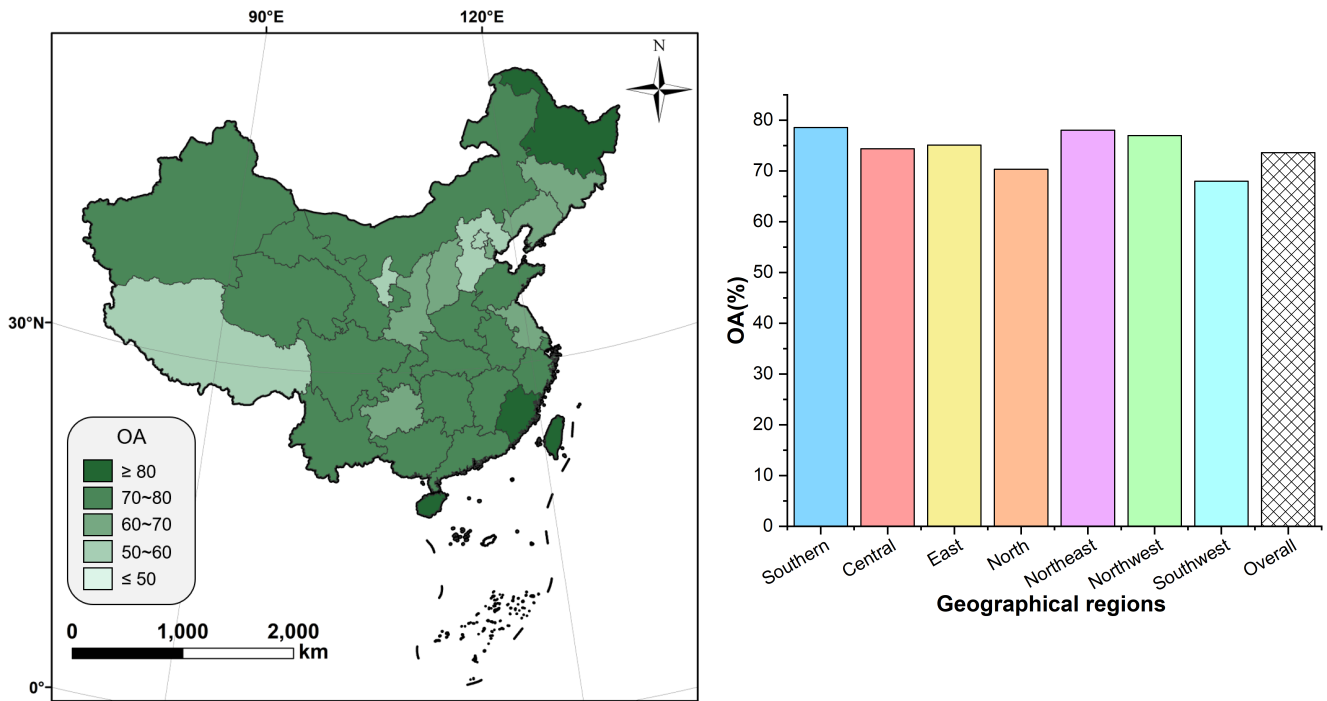 90°E
120°E
N
30°N
0°
OA
≥ 80
70~80
60~70
50~60
≤ 50
0
1,000
2,000
km
OA(%)
80
70
60
50
40
30
20
10
0
Southern
Central
East
North
Northeast
Northwest
Southwest
Overall
Geographical regions